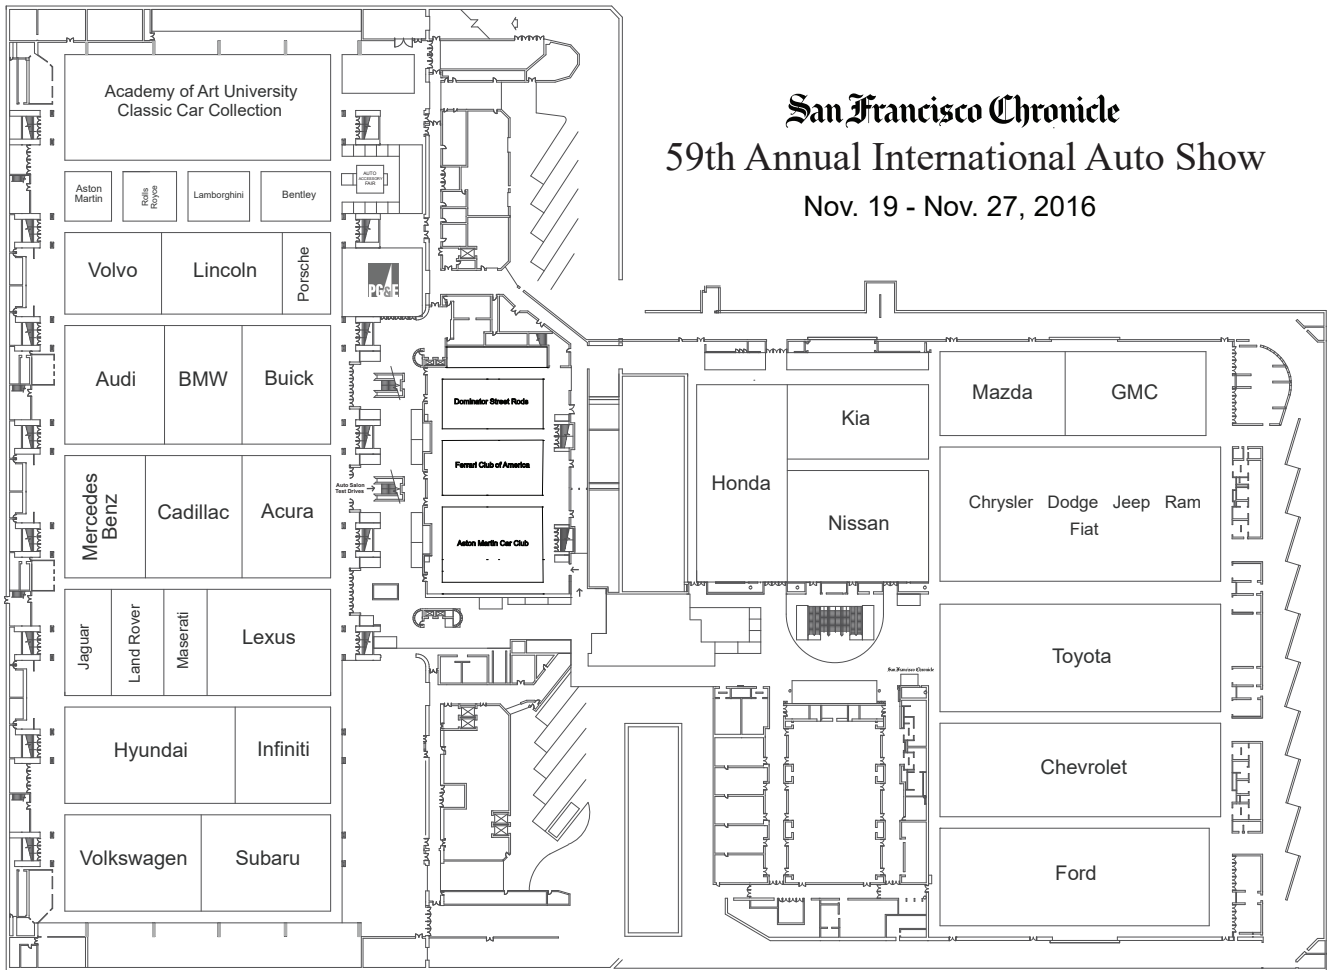 San Francisco Chronicle
59th Annual International Auto Show
Nov. 19 - Nov. 27, 2016
Academy of Art University
Classic Car Collection
AUTO
ACCESSORY
FAIR
Aston
Martin
Rolls
Royce
Lamborghini
Bentley
Volvo
Lincoln
Porsche
PG&E
Audi
BMW
Buick
Mercedes
Benz
Cadillac
Acura
Auto Salon
Test Drives
Jaguar
Land Rover
Maserati
Lexus
Hyundai
Infiniti
Volkswagen
Subaru
Dominator Street Rods
Ferrari Club of America
Aston Martin Car Club
Honda
Kia
Nissan
Mazda
GMC
Chrysler Dodge Jeep Ram
Fiat
San Francisco Chronicle
Toyota
Chevrolet
Ford